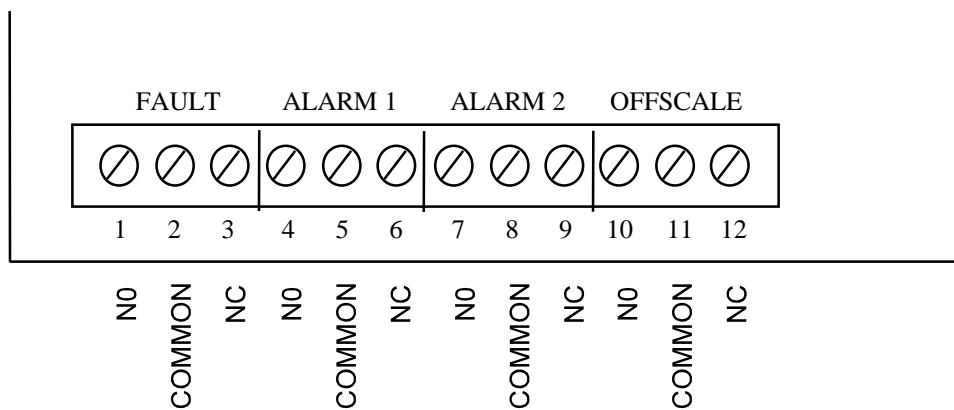 FAULT ALARM 1 ALARM 2 OFFSCALE
1 2 3 4 5 6 7 8 9 10 11 12
N0 COMMON NC N0 COMMON NC N0 COMMON NC N0 COMMON NC